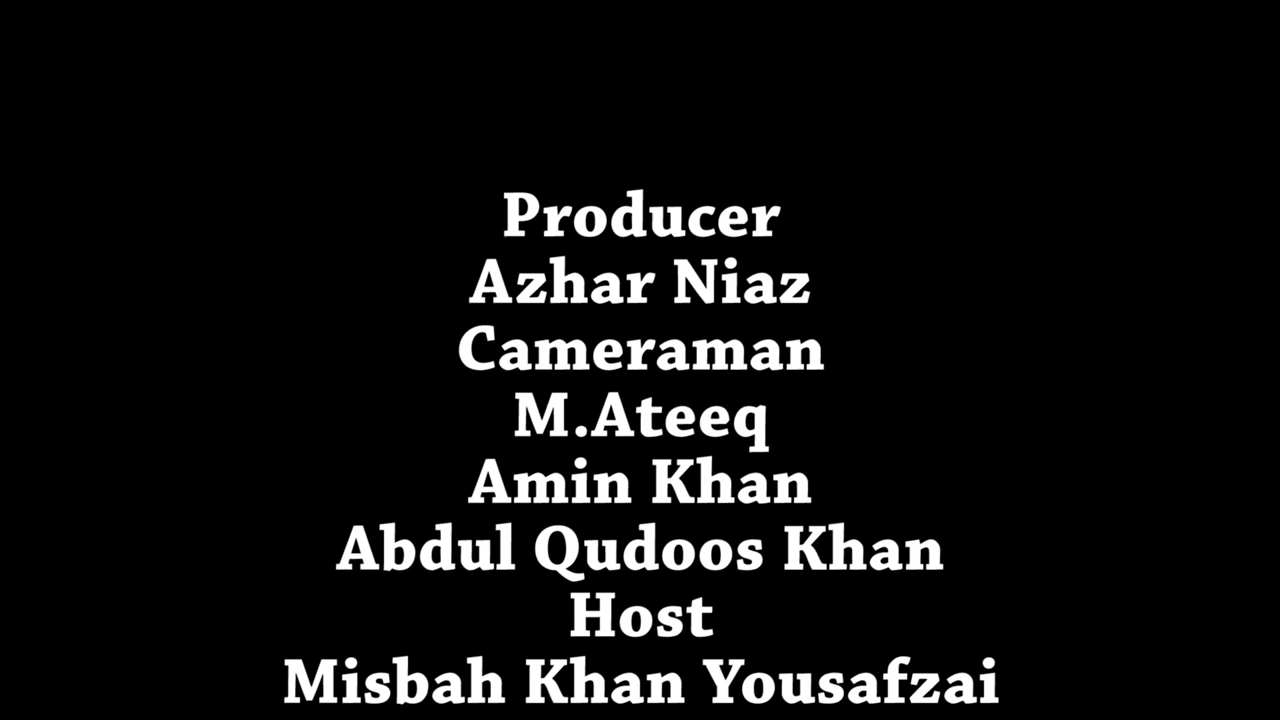 Producer
Azhar Niaz
Cameraman
M.Ateeq
Amin Khan
Abdul Qudoos Khan
Host
Misbah Khan Yousafzai